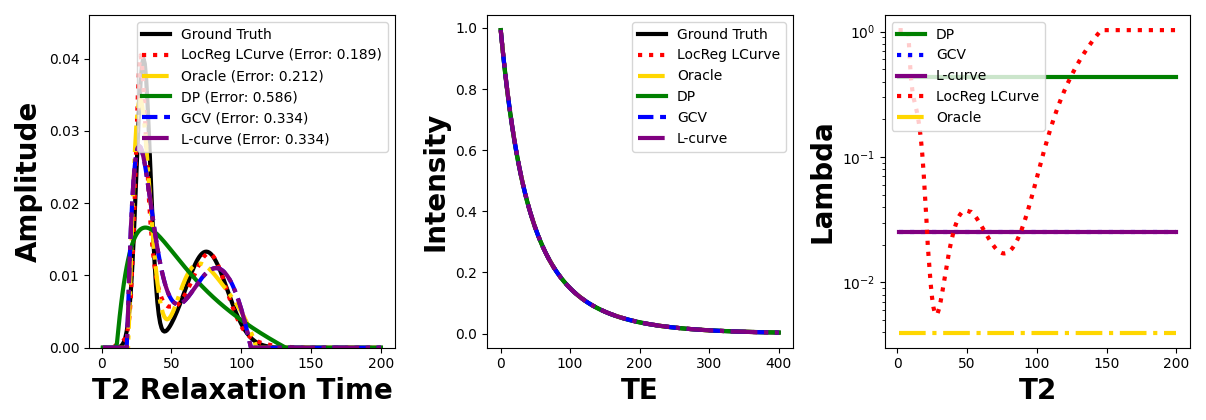 Amplitude
0.04
0.03
0.02
0.01
0.00
Ground Truth
LocReg LCurve (Error: 0.189)
Oracle (Error: 0.212)
DP (Error: 0.586)
GCV (Error: 0.334)
L-curve (Error: 0.334)
0 50 100 150 200
T2 Relaxation Time
Intensity
1.0
0.8
0.6
0.4
0.2
0.0
Ground Truth
LocReg LCurve
Oracle
DP
GCV
L-curve
0 100 200 300 400
TE
Lambda
10⁰
10⁻¹
10⁻²
DP
GCV
L-curve
LocReg LCurve
Oracle
0 50 100 150 200
T2